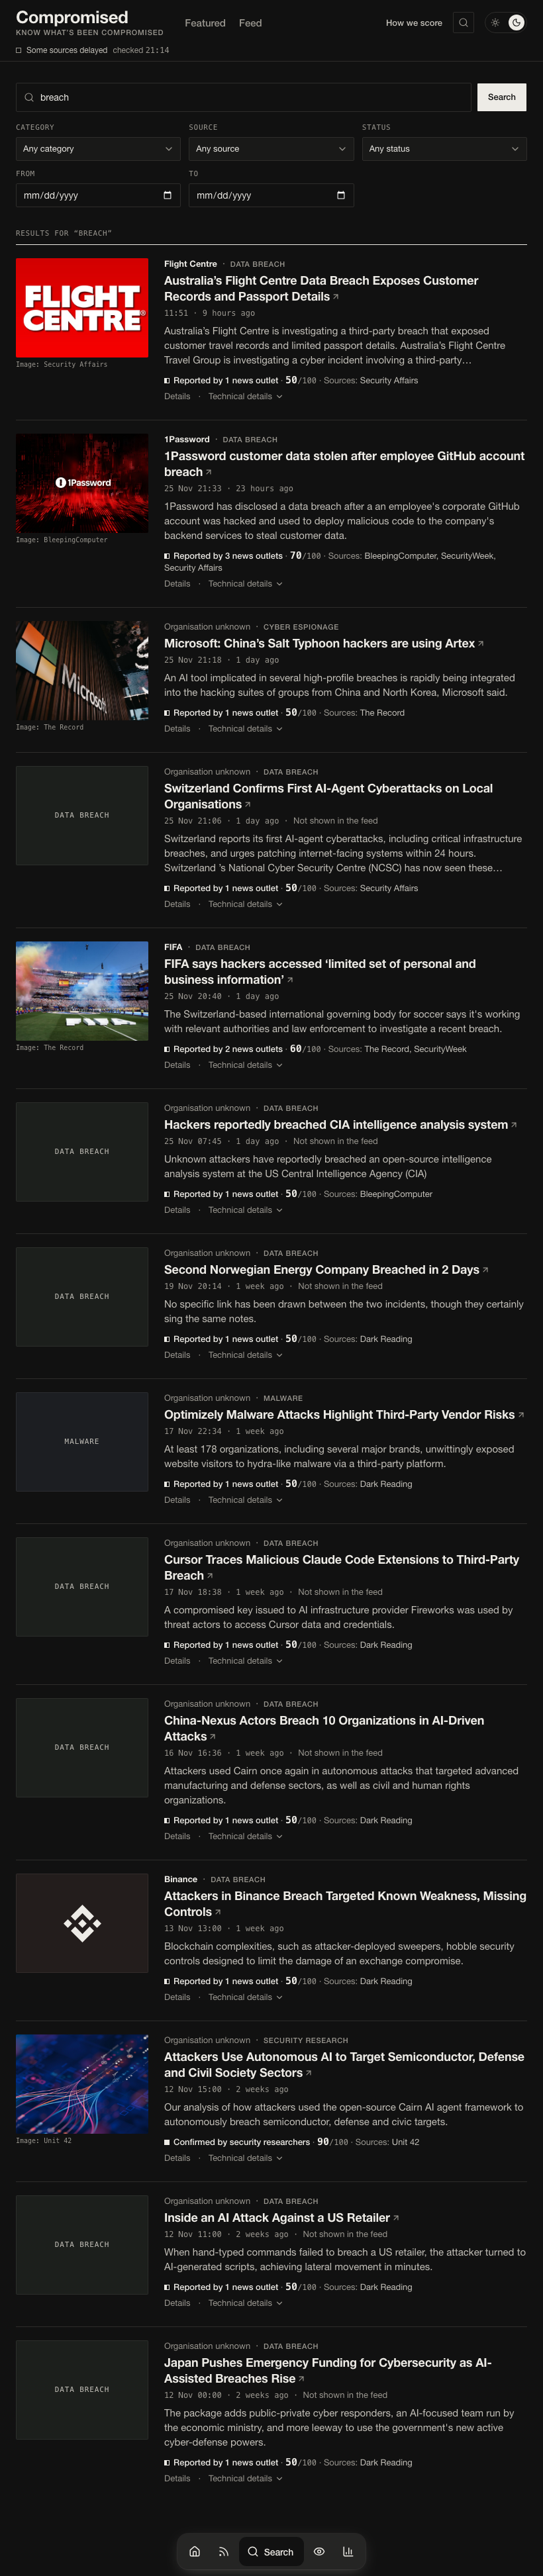 Compromised
KNOW WHAT'S BEEN COMPROMISED
Featured
Feed
How we score
Some sources delayed checked 21:14
breach
Search
CATEGORY
SOURCE
STATUS
Any category
Any source
Any status
FROM
TO
mm/dd/yyyy
mm/dd/yyyy
RESULTS FOR “BREACH”
FLIGHT
CENTRE®
Image: Security Affairs
Flight Centre · DATA BREACH
Australia’s Flight Centre Data Breach Exposes Customer
Records and Passport Details
11:51 · 9 hours ago
Australia’s Flight Centre is investigating a third-party breach that exposed
customer travel records and limited passport details. Australia’s Flight Centre
Travel Group is investigating a cyber incident involving a third-party…
Reported by 1 news outlet · 50/100 · Sources: Security Affairs
Details · Technical details
1Password
Image: BleepingComputer
1Password · DATA BREACH
1Password customer data stolen after employee GitHub account
breach
25 Nov 21:33 · 23 hours ago
1Password has disclosed a data breach after a an employee's corporate GitHub
account was hacked and used to deploy malicious code to the company's
backend services to steal customer data.
Reported by 3 news outlets · 70/100 · Sources: BleepingComputer, SecurityWeek,
Security Affairs
Details · Technical details
Microsoft
Image: The Record
Organisation unknown · CYBER ESPIONAGE
Microsoft: China’s Salt Typhoon hackers are using Artex
25 Nov 21:18 · 1 day ago
An AI tool implicated in several high-profile breaches is rapidly being integrated
into the hacking suites of groups from China and North Korea, Microsoft said.
Reported by 1 news outlet · 50/100 · Sources: The Record
Details · Technical details
DATA BREACH
Organisation unknown · DATA BREACH
Switzerland Confirms First AI-Agent Cyberattacks on Local
Organisations
25 Nov 21:06 · 1 day ago · Not shown in the feed
Switzerland reports its first AI-agent cyberattacks, including critical infrastructure
breaches, and urges patching internet-facing systems within 24 hours.
Switzerland ’s National Cyber Security Centre (NCSC) has now seen these…
Reported by 1 news outlet · 50/100 · Sources: Security Affairs
Details · Technical details
Image: The Record
FIFA · DATA BREACH
FIFA says hackers accessed ‘limited set of personal and
business information’
25 Nov 20:40 · 1 day ago
The Switzerland-based international governing body for soccer says it's working
with relevant authorities and law enforcement to investigate a recent breach.
Reported by 2 news outlets · 60/100 · Sources: The Record, SecurityWeek
Details · Technical details
DATA BREACH
Organisation unknown · DATA BREACH
Hackers reportedly breached CIA intelligence analysis system
25 Nov 07:45 · 1 day ago · Not shown in the feed
Unknown attackers have reportedly breached an open-source intelligence
analysis system at the US Central Intelligence Agency (CIA)
Reported by 1 news outlet · 50/100 · Sources: BleepingComputer
Details · Technical details
DATA BREACH
Organisation unknown · DATA BREACH
Second Norwegian Energy Company Breached in 2 Days
19 Nov 20:14 · 1 week ago · Not shown in the feed
No specific link has been drawn between the two incidents, though they certainly
sing the same notes.
Reported by 1 news outlet · 50/100 · Sources: Dark Reading
Details · Technical details
MALWARE
Organisation unknown · MALWARE
Optimizely Malware Attacks Highlight Third-Party Vendor Risks
17 Nov 22:34 · 1 week ago
At least 178 organizations, including several major brands, unwittingly exposed
website visitors to hydra-like malware via a third-party platform.
Reported by 1 news outlet · 50/100 · Sources: Dark Reading
Details · Technical details
DATA BREACH
Organisation unknown · DATA BREACH
Cursor Traces Malicious Claude Code Extensions to Third-Party
Breach
17 Nov 18:38 · 1 week ago · Not shown in the feed
A compromised key issued to AI infrastructure provider Fireworks was used by
threat actors to access Cursor data and credentials.
Reported by 1 news outlet · 50/100 · Sources: Dark Reading
Details · Technical details
DATA BREACH
Organisation unknown · DATA BREACH
China-Nexus Actors Breach 10 Organizations in AI-Driven
Attacks
16 Nov 16:36 · 1 week ago · Not shown in the feed
Attackers used Cairn once again in autonomous attacks that targeted advanced
manufacturing and defense sectors, as well as civil and human rights
organizations.
Reported by 1 news outlet · 50/100 · Sources: Dark Reading
Details · Technical details
Binance · DATA BREACH
Attackers in Binance Breach Targeted Known Weakness, Missing
Controls
13 Nov 13:00 · 1 week ago
Blockchain complexities, such as attacker-deployed sweepers, hobble security
controls designed to limit the damage of an exchange compromise.
Reported by 1 news outlet · 50/100 · Sources: Dark Reading
Details · Technical details
Image: Unit 42
Organisation unknown · SECURITY RESEARCH
Attackers Use Autonomous AI to Target Semiconductor, Defense
and Civil Society Sectors
12 Nov 15:00 · 2 weeks ago
Our analysis of how attackers used the open-source Cairn AI agent framework to
autonomously breach semiconductor, defense and civic targets.
Confirmed by security researchers · 90/100 · Sources: Unit 42
Details · Technical details
DATA BREACH
Organisation unknown · DATA BREACH
Inside an AI Attack Against a US Retailer
12 Nov 11:00 · 2 weeks ago · Not shown in the feed
When hand-typed commands failed to breach a US retailer, the attacker turned to
AI-generated scripts, achieving lateral movement in minutes.
Reported by 1 news outlet · 50/100 · Sources: Dark Reading
Details · Technical details
DATA BREACH
Organisation unknown · DATA BREACH
Japan Pushes Emergency Funding for Cybersecurity as AI-
Assisted Breaches Rise
12 Nov 00:00 · 2 weeks ago · Not shown in the feed
The package adds public-private cyber responders, an AI-focused team run by
the economic ministry, and more leeway to use the government's new active
cyber-defense powers.
Reported by 1 news outlet · 50/100 · Sources: Dark Reading
Details · Technical details
Search